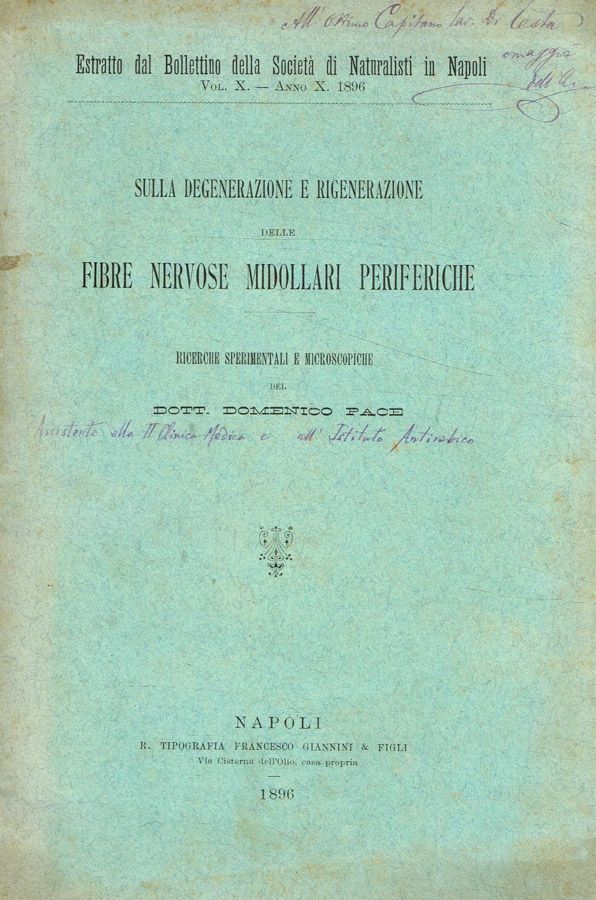 All' Ottimo Capitano Cav. Di Cesta
omaggio
Estratto dal Bollettino della Società di Naturalisti in Napoli
Vol. X. — Anno X. 1896
SULLA DEGENERAZIONE E RIGENERAZIONE
DELLE
FIBRE NERVOSE MIDOLLARI PERIFERICHE
RICERCHE SPERIMENTALI E MICROSCOPICHE
DEL
DOTT. DOMENICO PACE
Assistente alla II Clinica Medica e all' Istituto Antirabico
NAPOLI
R. TIPOGRAFIA FRANCESCO GIANNINI & FIGLI
Via Cisterna dell'Olio, casa propria
1896